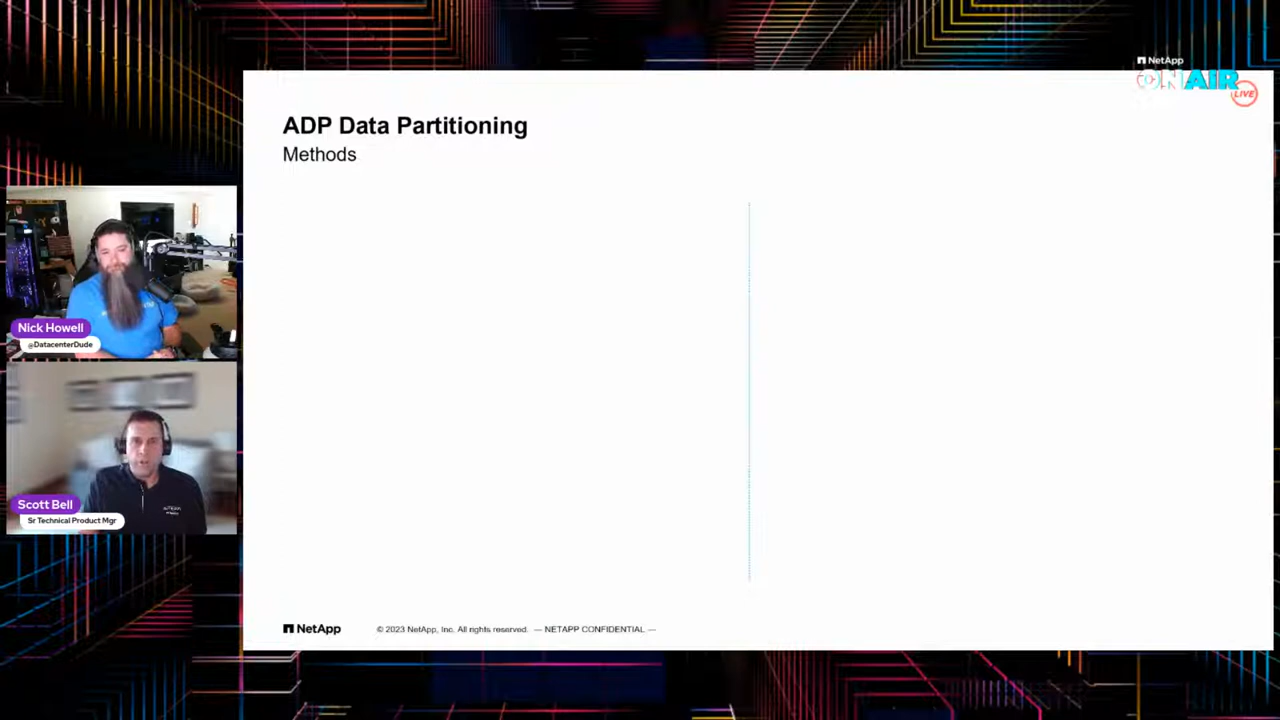 NetApp
ON AIR
LIVE
ADP Data Partitioning
Methods
Nick Howell
@DatacenterDude
Scott Bell
Sr Technical Product Mgr
NetApp
© 2023 NetApp, Inc. All rights reserved. — NETAPP CONFIDENTIAL —